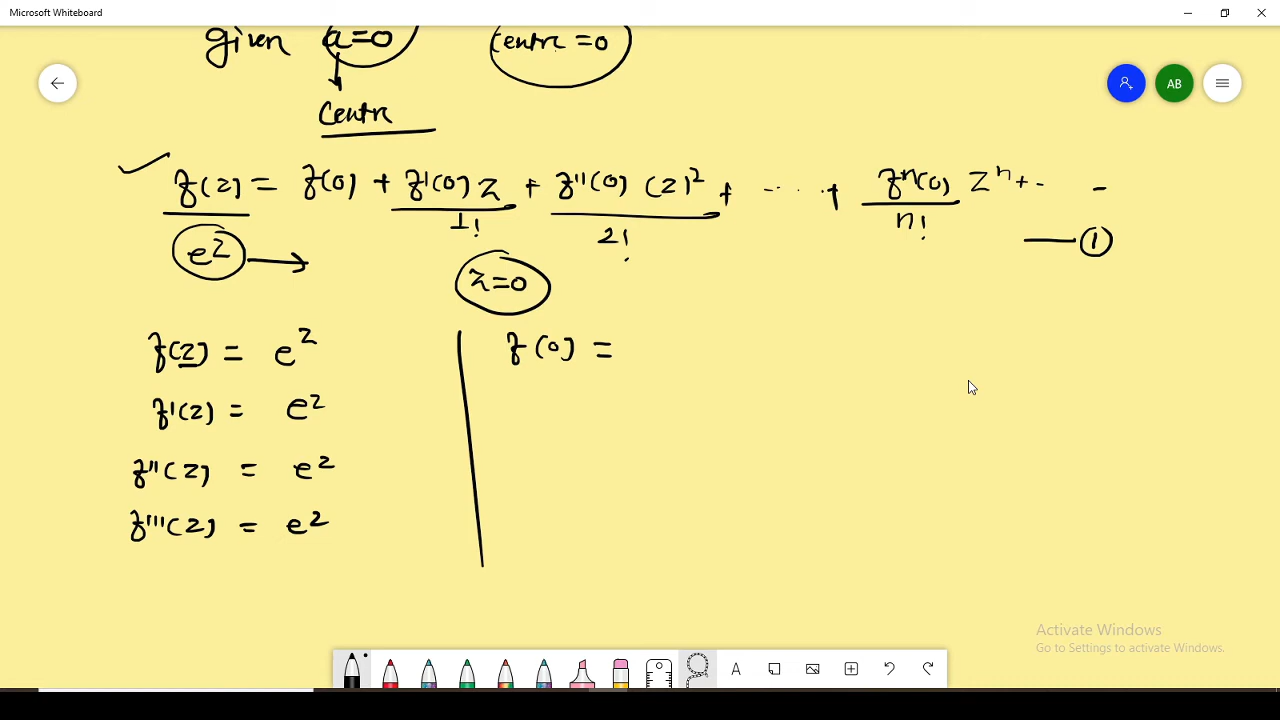 Microsoft Whiteboard
given a=0 Centre=0
Centre
AB
f(z) = f(0) + f'(0) z/1! + f''(0) (z)²/2! + ..... + fⁿ(0) zⁿ/n! + - -
e^z → — ①
z=0
f(z) = e^z f(0) =
f'(z) = e^z
f''(z) = e^z
f'''(z) = e^z
Activate Windows
Go to Settings to activate Windows.
A